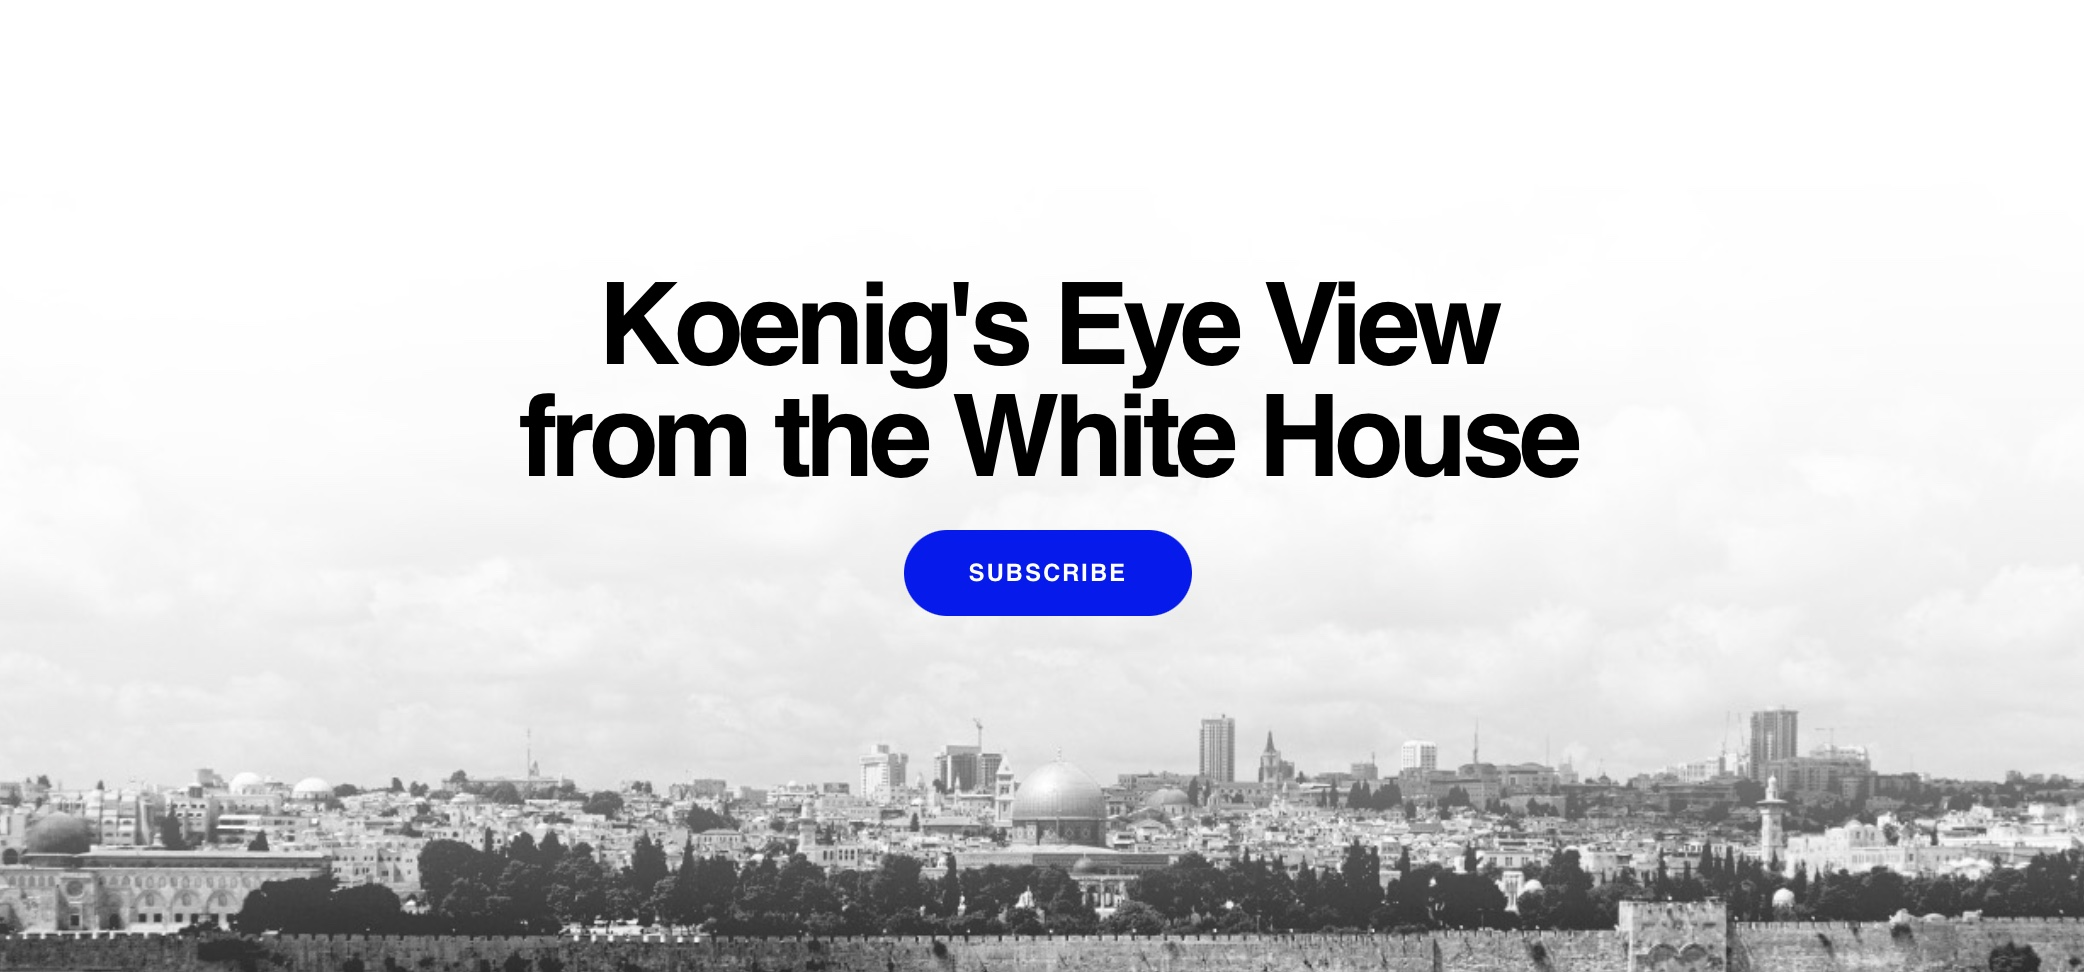 Koenig's Eye View
from the White House
SUBSCRIBE